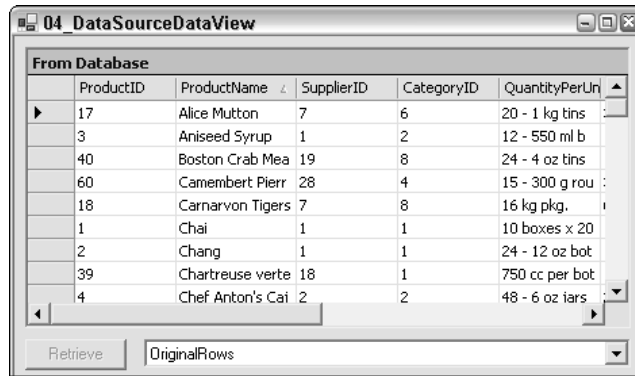 04_DataSourceDataView
From Database
ProductID ProductName SupplierID CategoryID QuantityPerUn
17 Alice Mutton 7 6 20 - 1 kg tins
3 Aniseed Syrup 1 2 12 - 550 ml b
40 Boston Crab Mea 19 8 24 - 4 oz tins
60 Camembert Pierr 28 4 15 - 300 g rou
18 Carnarvon Tigers 7 8 16 kg pkg.
1 Chai 1 1 10 boxes x 20
2 Chang 1 1 24 - 12 oz bot
39 Chartreuse verte 18 1 750 cc per bot
4 Chef Anton's Cai 2 2 48 - 6 oz jars
Retrieve OriginalRows